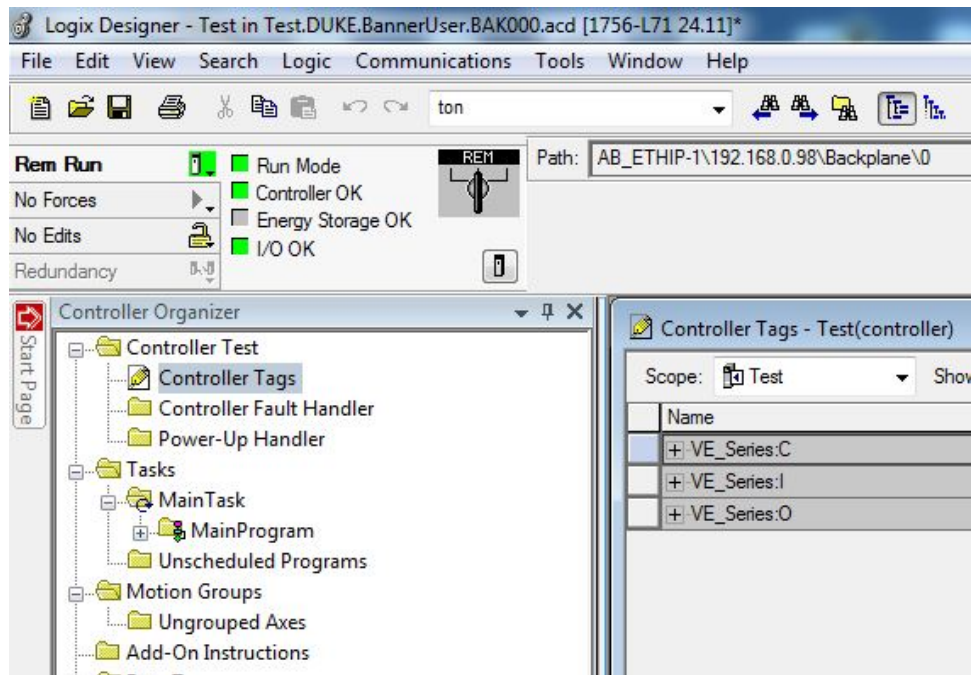 Logix Designer - Test in Test.DUKE.BannerUser.BAK000.acd [1756-L71 24.11]*
File Edit View Search Logic Communications Tools Window Help
ton
Rem Run
Run Mode
REM
Path: AB_ETHIP-1\192.168.0.98\Backplane\0
No Forces
Controller OK
Energy Storage OK
No Edits
I/O OK
Redundancy
Start Page
Controller Organizer
Controller Test
Controller Tags
Controller Fault Handler
Power-Up Handler
Tasks
MainTask
MainProgram
Unscheduled Programs
Motion Groups
Ungrouped Axes
Add-On Instructions
Controller Tags - Test(controller)
Scope: Test Show
Name
VE_Series:C
VE_Series:I
VE_Series:O